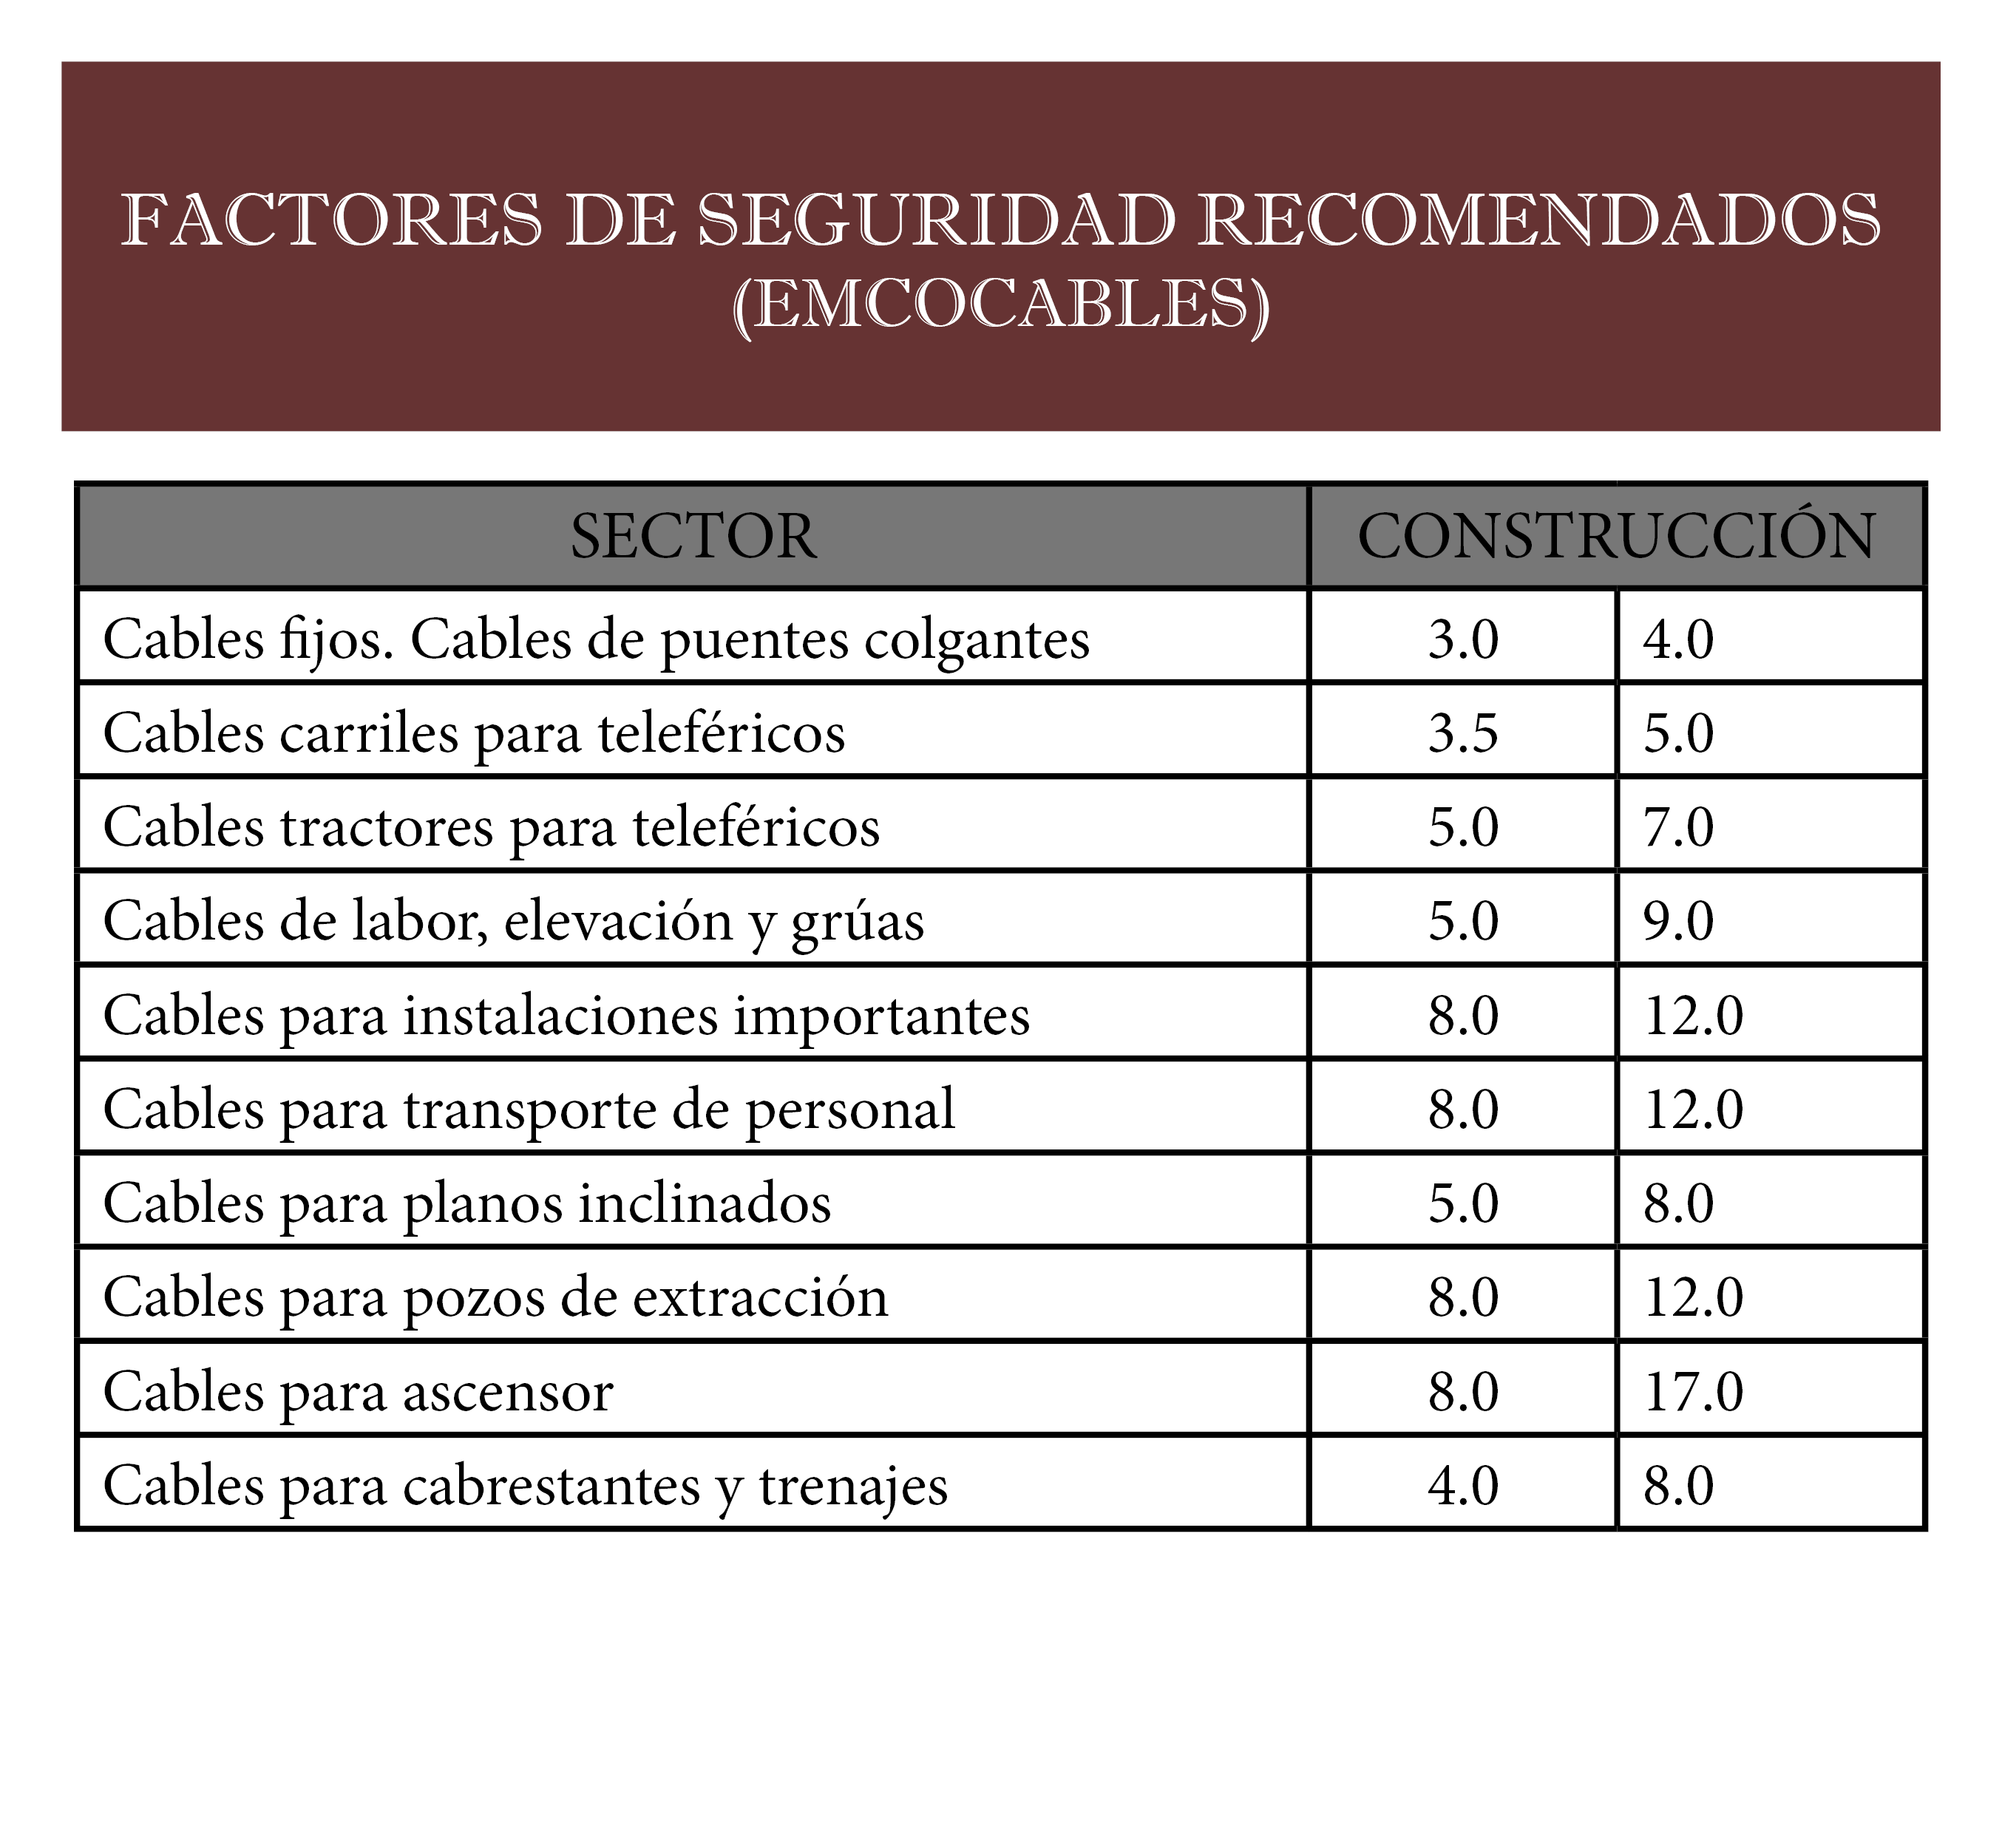 FACTORES DE SEGURIDAD RECOMENDADOS
(EMCOCABLES)
SECTOR CONSTRUCCIÓN
Cables fijos. Cables de puentes colgantes 3.0 4.0
Cables carriles para teleféricos 3.5 5.0
Cables tractores para teleféricos 5.0 7.0
Cables de labor, elevación y grúas 5.0 9.0
Cables para instalaciones importantes 8.0 12.0
Cables para transporte de personal 8.0 12.0
Cables para planos inclinados 5.0 8.0
Cables para pozos de extracción 8.0 12.0
Cables para ascensor 8.0 17.0
Cables para cabrestantes y trenajes 4.0 8.0